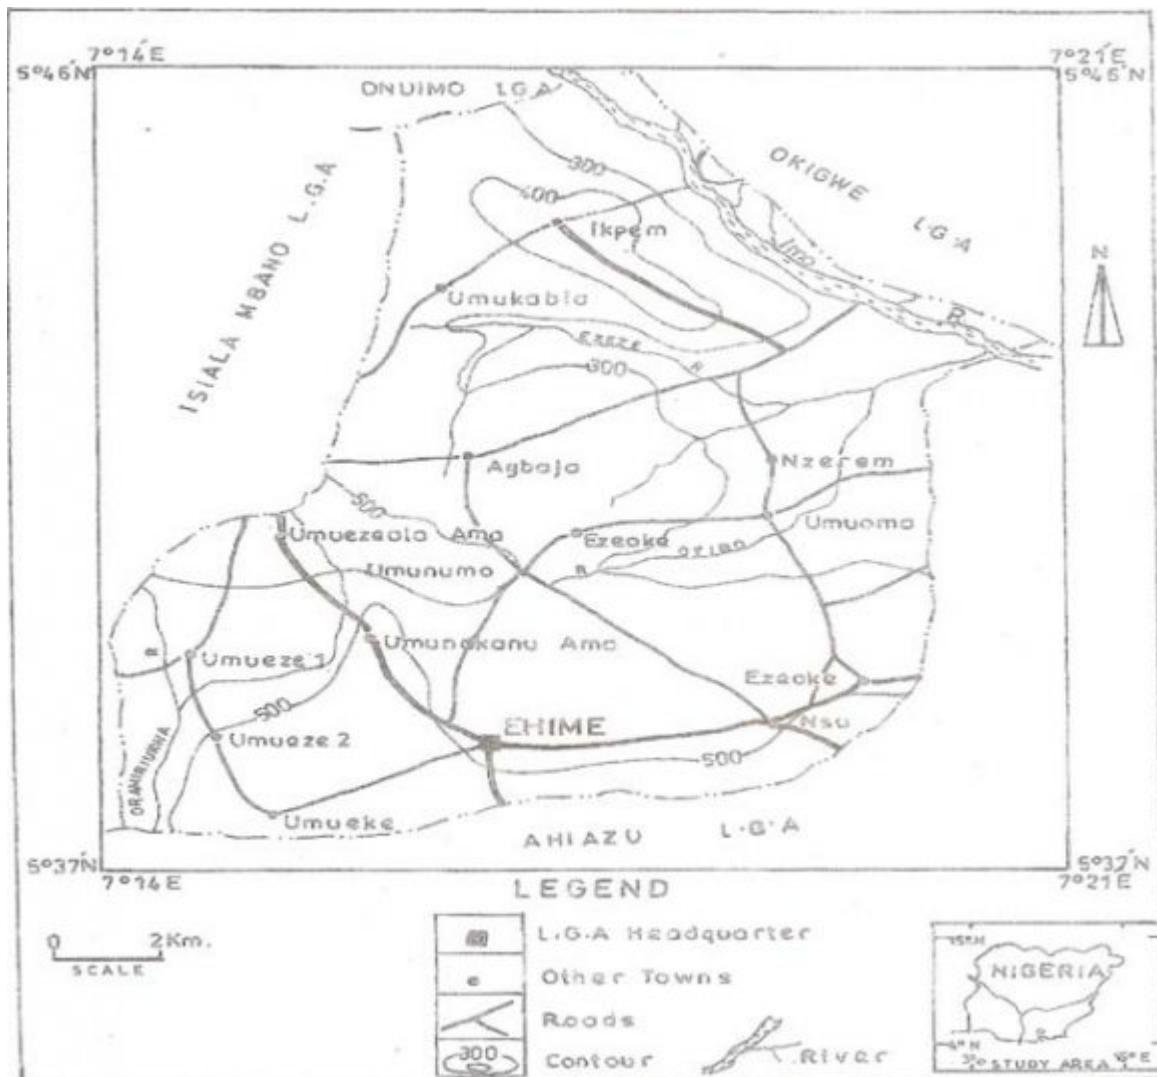 7°14'E
7°21'E
5°46'N
5°46'N
ONUIMO L.G.A
OKIGWE L.G.A
ISIALA MBANO L.G.A
300
400
Ikpem
Imo
R
Umukabia
EZEZE R
300
Agbaja
Nzerem
500
Umuezeala Ama
Ezeoke
Umuoma
Umunumo
R
Umunakanu Ama
R
Umueze 1
Ezeoke
500
EHIME
Nsu
Umueze 2
500
ORAMIRIUKWA
Umueke
AHIAZU L.G.A
5°37'N
5°37'N
7°14'E
7°21'E
LEGEND
0 2Km.
SCALE
L.G.A Headquarter
Other Towns
Roads
300
Contour
River
N
NIGERIA
STUDY AREA